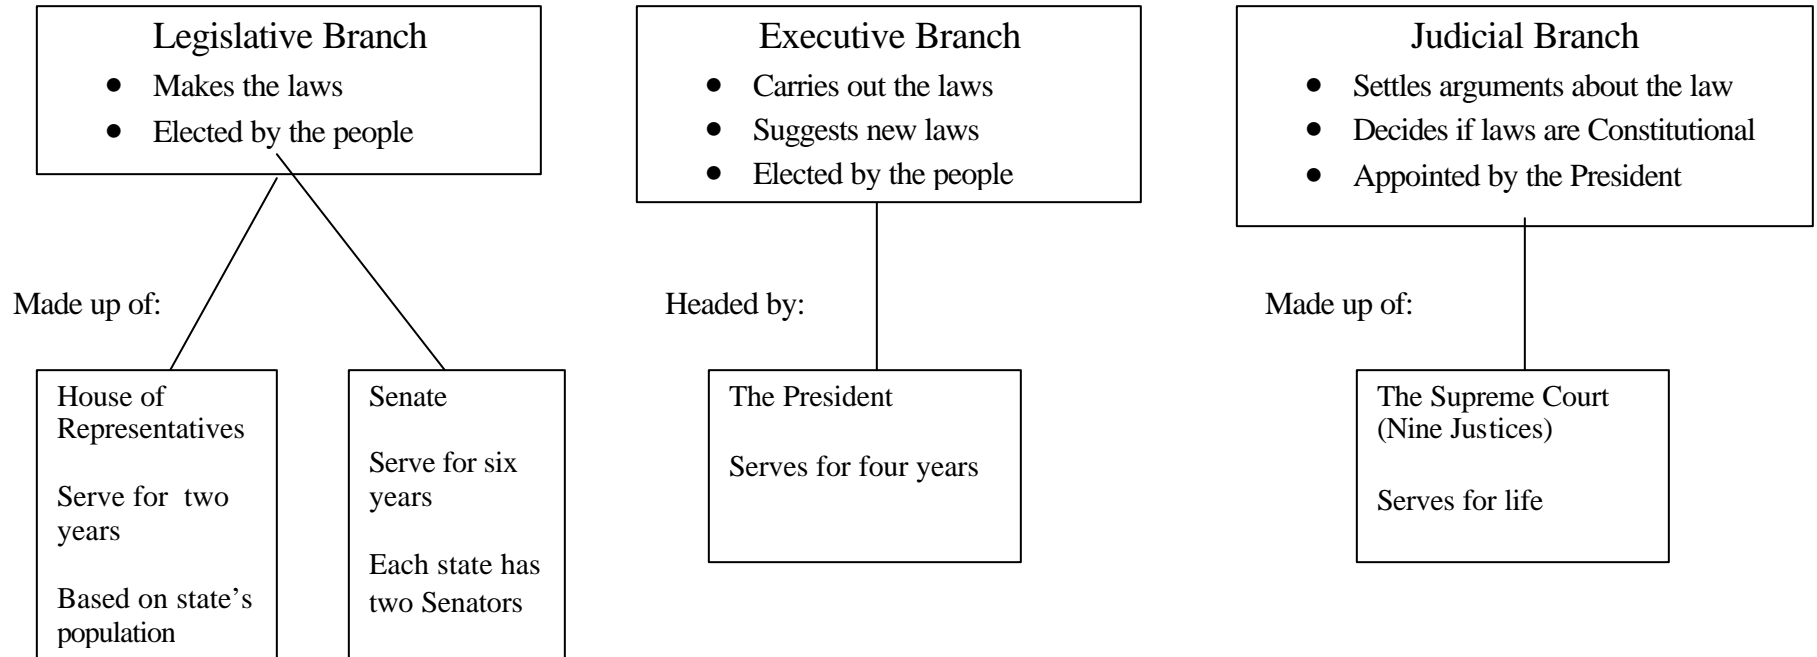 Legislative Branch
• Makes the laws
• Elected by the people
Executive Branch
• Carries out the laws
• Suggests new laws
• Elected by the people
Judicial Branch
• Settles arguments about the law
• Decides if laws are Constitutional
• Appointed by the President
Made up of:
House of
Representatives
Serve for two
years
Based on state’s
population
Senate
Serve for six
years
Each state has
two Senators
Headed by:
The President
Serves for four years
Made up of:
The Supreme Court
(Nine Justices)
Serves for life